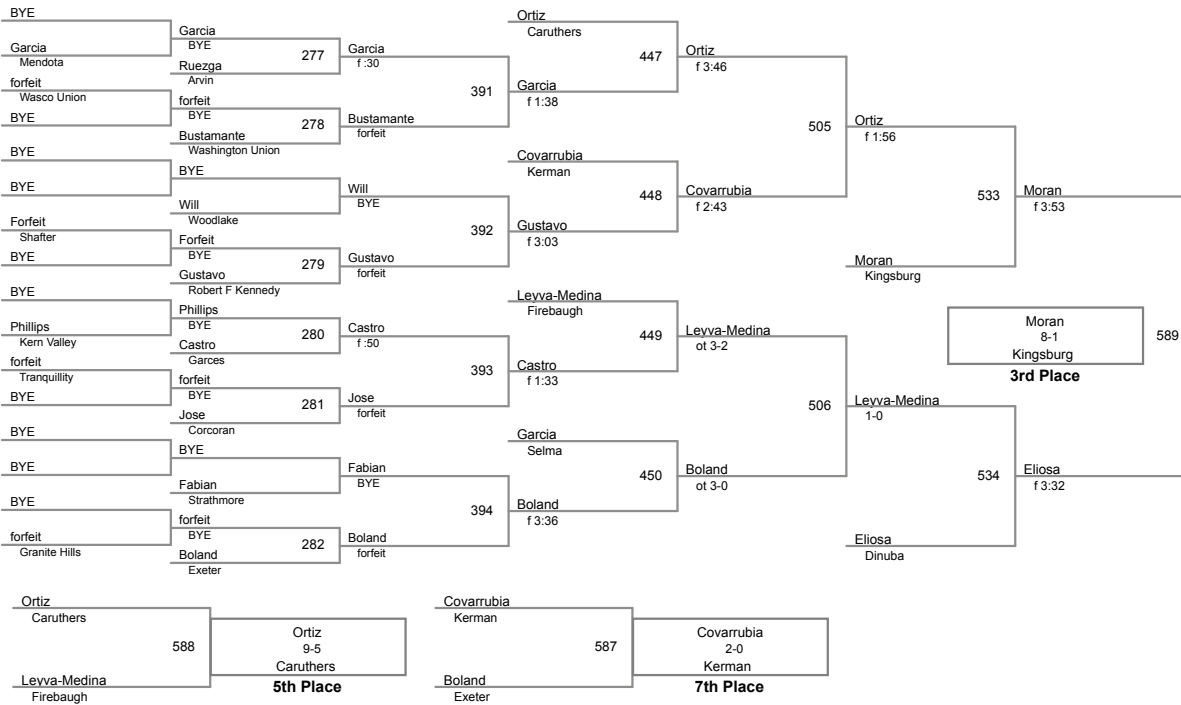 BYE
Garcia
Mendota
forfeit
Wasco Union
BYE
BYE
BYE
Forfeit
Shafter
BYE
BYE
Phillips
Kern Valley
forfeit
Tranquillity
BYE
BYE
BYE
BYE
forfeit
Granite Hills
Garcia
BYE
277
Ruezga
Arvin
forfeit
BYE
278
Bustamante
Washington Union
BYE
Will
Woodlake
Forfeit
BYE
279
Gustavo
Robert F Kennedy
Phillips
BYE
280
Castro
Garces
forfeit
BYE
281
Jose
Corcoran
BYE
Fabian
Strathmore
forfeit
BYE
282
Boland
Exeter
Garcia
f :30
391
Bustamante
forfeit
Will
BYE
392
Gustavo
forfeit
Castro
f :50
393
Jose
forfeit
Fabian
BYE
394
Boland
forfeit
Ortiz
Caruthers
447
Garcia
f 1:38
Covarrubia
Kerman
448
Gustavo
f 3:03
Leyva-Medina
Firebaugh
449
Castro
f 1:33
Garcia
Selma
450
Boland
f 3:36
Ortiz
f 3:46
505
Covarrubia
f 2:43
Leyva-Medina
ot 3-2
506
Boland
ot 3-0
Ortiz
f 1:56
533
Moran
Kingsburg
Leyva-Medina
1-0
534
Eliosa
Dinuba
Moran
f 3:53
Moran
8-1
Kingsburg
589
3rd Place
Eliosa
f 3:32
Ortiz
Caruthers
588
Leyva-Medina
Firebaugh
Ortiz
9-5
Caruthers
5th Place
Covarrubia
Kerman
587
Boland
Exeter
Covarrubia
2-0
Kerman
7th Place